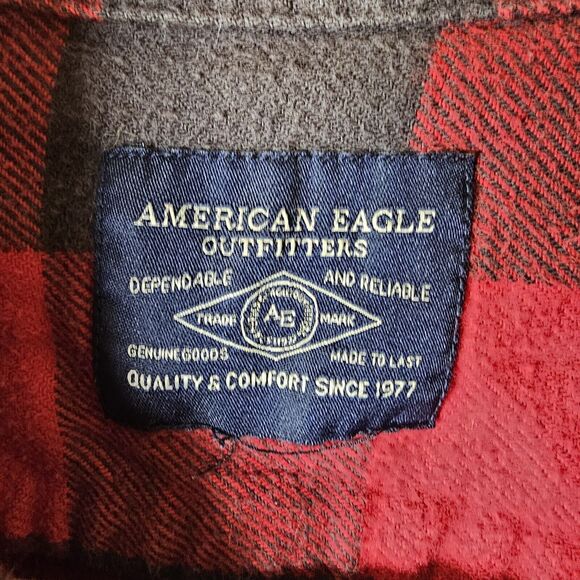 AMERICAN EAGLE
OUTFITTERS
DEPENDABLE AND RELIABLE
TRADE AE MARK
GENUINE GOODS MADE TO LAST
QUALITY & COMFORT SINCE 1977